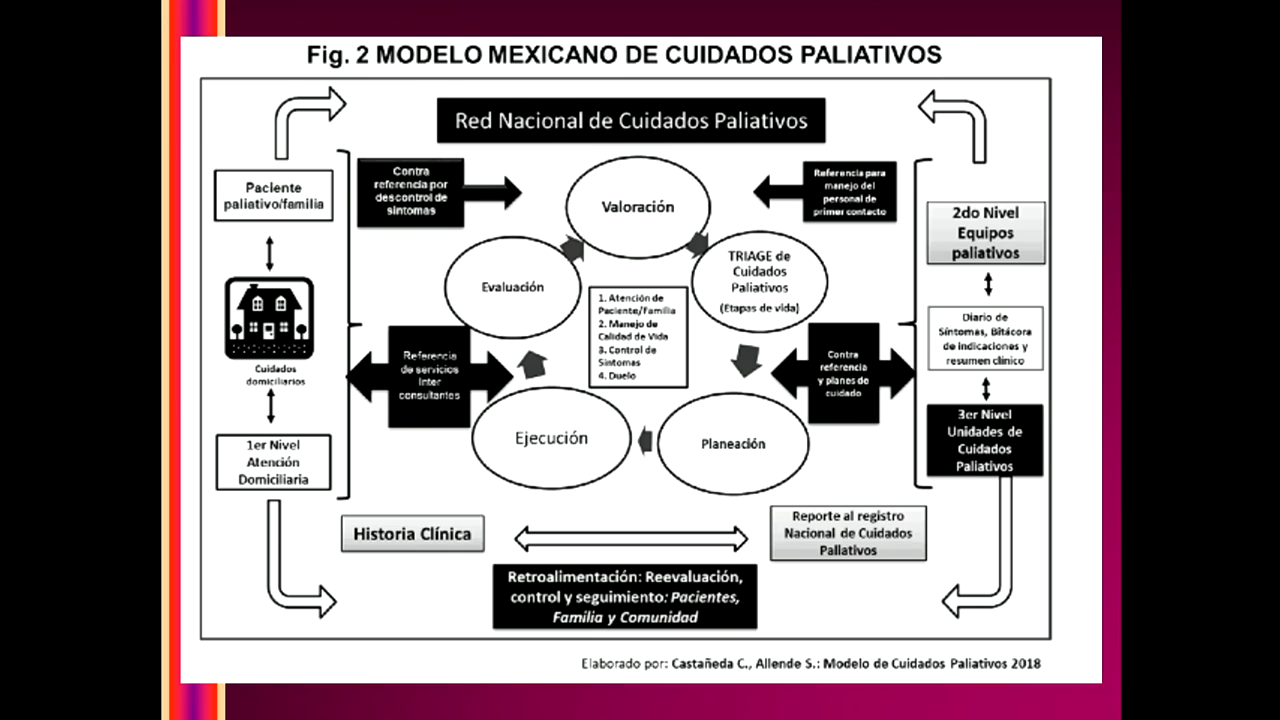 Fig. 2 MODELO MEXICANO DE CUIDADOS PALIATIVOS
Red Nacional de Cuidados Paliativos
Paciente
paliativo/familia
Cuidados
domiciliarios
1er Nivel
Atención
Domiciliaria
Contra
referencia por
descontrol de
síntomas
Referencia para
manejo del
personal de
primer contacto
Valoración
TRIAGE de
Cuidados
Paliativos
(Etapas de vida)
Evaluación
1. Atención de
Paciente/Familia
2. Manejo de
Calidad de Vida
3. Control de
Síntomas
4. Duelo
Referencia
de servicios
Inter
consultantes
Contra
referencia
y planes de
cuidado
Ejecución
Planeación
2do Nivel
Equipos
paliativos
Diario de
Síntomas, Bitácora
de indicaciones y
resumen clínico
3er Nivel
Unidades de
Cuidados
Paliativos
Historia Clínica
Reporte al registro
Nacional de Cuidados
Paliativos
Retroalimentación: Reevaluación,
control y seguimiento: Pacientes,
Familia y Comunidad
Elaborado por: Castañeda C., Allende S.: Modelo de Cuidados Paliativos 2018